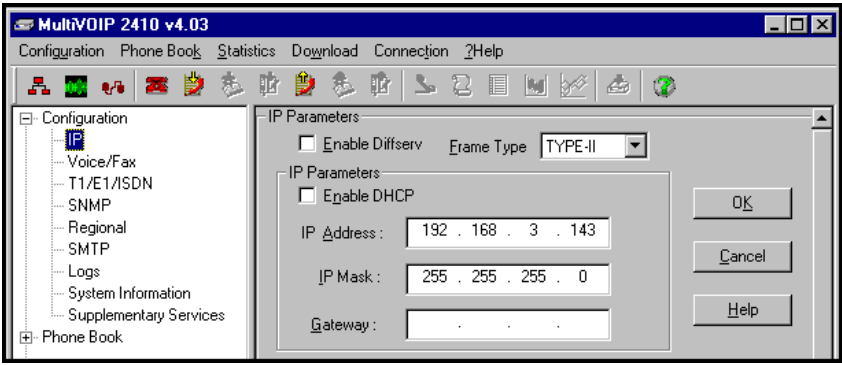 MultiVOIP 2410 v4.03
Configuration Phone Book Statistics Download Connection ?Help
Configuration
IP
Voice/Fax
T1/E1/ISDN
SNMP
Regional
SMTP
Logs
System Information
Supplementary Services
Phone Book
IP Parameters
Enable Diffserv Frame Type TYPE-II
IP Parameters
Enable DHCP
IP Address : 192 . 168 . 3 . 143
IP Mask : 255 . 255 . 255 . 0
Gateway : . . .
OK
Cancel
Help